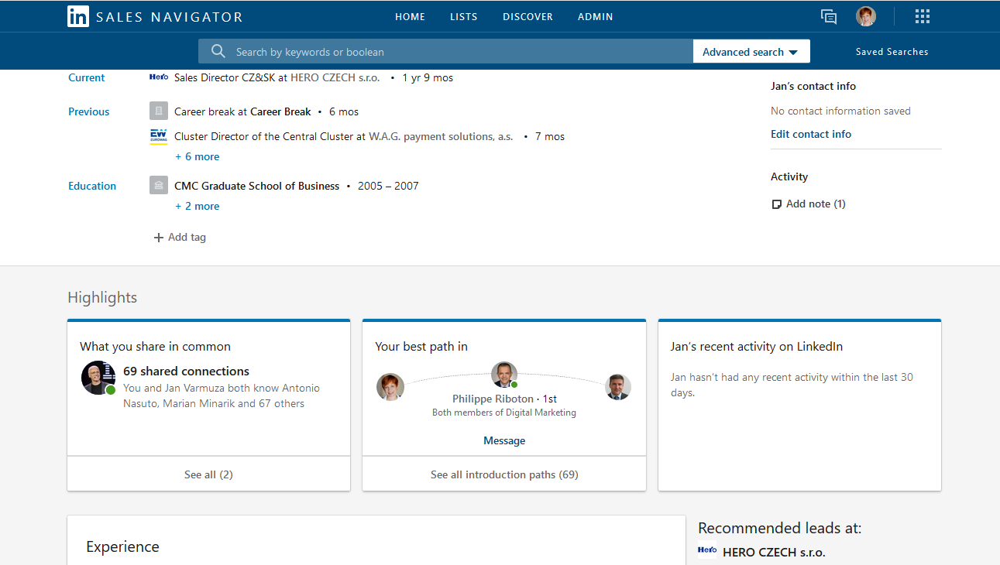 in SALES NAVIGATOR
HOME LISTS DISCOVER ADMIN
Search by keywords or boolean
Advanced search
Saved Searches
Current
Hero Sales Director CZ&SK at HERO CZECH s.r.o. • 1 yr 9 mos
Previous
Career break at Career Break • 6 mos
EW EUROWAG Cluster Director of the Central Cluster at W.A.G. payment solutions, a.s. • 7 mos
+ 6 more
Education
CMC Graduate School of Business • 2005 – 2007
+ 2 more
+ Add tag
Jan's contact info
No contact information saved
Edit contact info
Activity
Add note (1)
Highlights
What you share in common
69 shared connections
You and Jan Varmuza both know Antonio
Nasuto, Marian Minarik and 67 others
See all (2)
Your best path in
Philippe Riboton · 1st
Both members of Digital Marketing
Message
See all introduction paths (69)
Jan's recent activity on LinkedIn
Jan hasn't had any recent activity within the last 30
days.
Experience
Recommended leads at:
Hero HERO CZECH s.r.o.